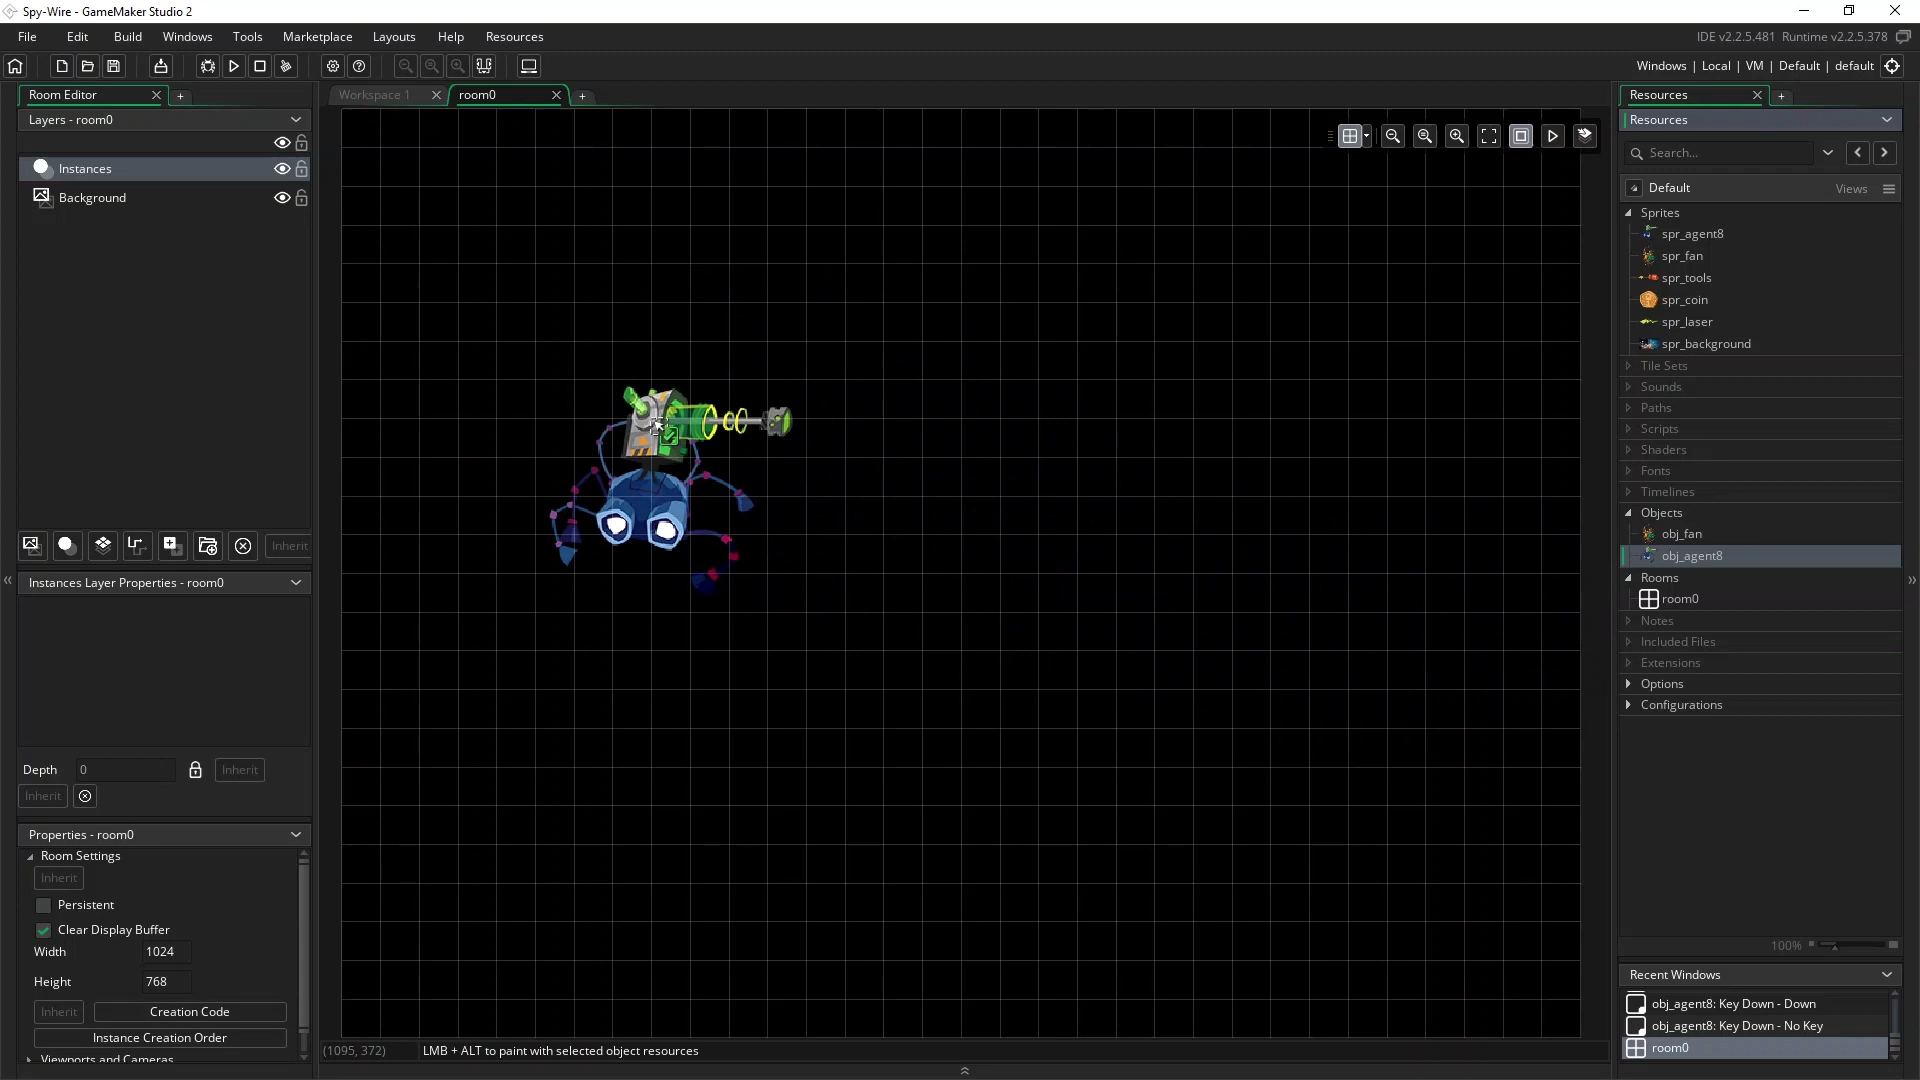 Spy-Wire - GameMaker Studio 2
File Edit Build Windows Tools Marketplace Layouts Help Resources
IDE v2.2.5.481 Runtime v2.2.5.378
Windows | Local | VM | Default | default
Room Editor
Workspace 1
room0
Resources
Layers - room0
Resources
Search...
Instances
Background
Default
Views
Sprites
spr_agent8
spr_fan
spr_tools
spr_coin
spr_laser
spr_background
Tile Sets
Sounds
Paths
Scripts
Shaders
Fonts
Timelines
Objects
obj_fan
obj_agent8
Rooms
room0
Notes
Included Files
Extensions
Options
Configurations
Inherit
Instances Layer Properties - room0
Depth 0 Inherit
Inherit
Properties - room0
Room Settings
Inherit
Persistent
Clear Display Buffer
Width 1024
Height 768
Inherit Creation Code
Instance Creation Order
Viewports and Cameras
(1095, 372) LMB + ALT to paint with selected object resources
100%
Recent Windows
obj_agent8: Key Down - Down
obj_agent8: Key Down - No Key
room0